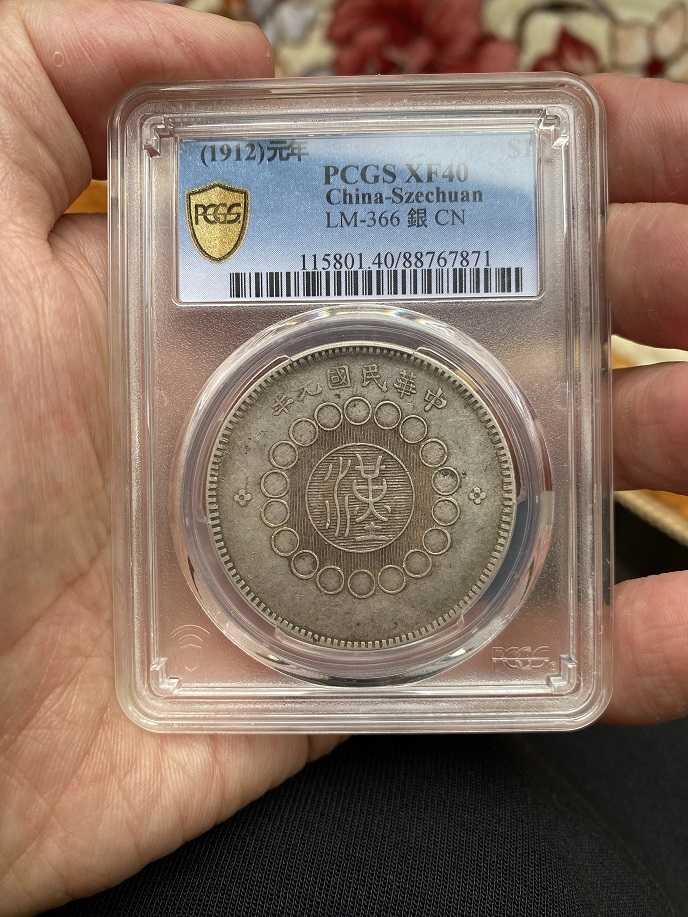 (1912)元年 $1
PCGS XF40
China-Szechuan
LM-366 銀 CN
PCGS
115801.40/88767871
中華民國元年
漢
PCGS